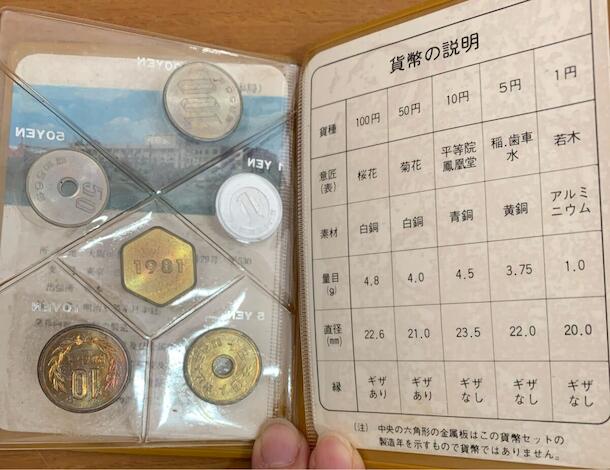 100YEN
50YEN
1 YEN
1981
10YEN
5 YEN
100
50
1
10
貨幣の説明
貨種 100円 50円 10円 5円 1円
意匠(表) 桜花 菊花 平等院鳳凰堂 稲.歯車水 若木
素材 白銅 白銅 青銅 黄銅 アルミニウム
量目(g) 4.8 4.0 4.5 3.75 1.0
直径(mm) 22.6 21.0 23.5 22.0 20.0
縁 ギザあり ギザあり ギザなし ギザなし ギザなし
(注) 中央の六角形の金属板はこの貨幣セットの
製造年を示すもので貨幣ではありません。